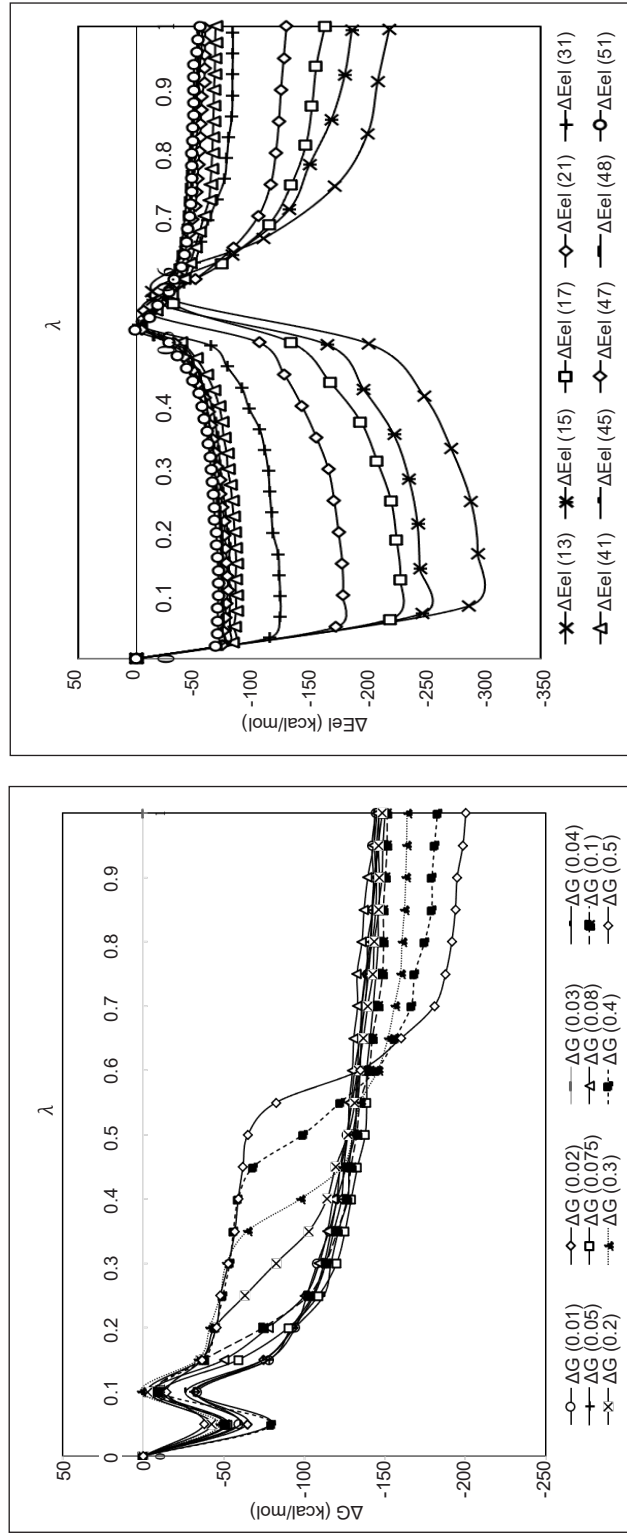 λ
50
0
-50
-100
-150
-200
-250
ΔG (kcal/mol)
0 0.1 0.2 0.3 0.4 0.5 0.6 0.7 0.8 0.9 1
ΔG (0.01) ΔG (0.02) ΔG (0.03) ΔG (0.04)
ΔG (0.05) ΔG (0.075) ΔG (0.08) ΔG (0.1)
ΔG (0.2) ΔG (0.3) ΔG (0.4) ΔG (0.5)
λ
50
0
-50
-100
-150
-200
-250
-300
-350
ΔEel (kcal/mol)
0 0.1 0.2 0.3 0.4 0.7 0.8 0.9 1
ΔEel (13) ΔEel (15) ΔEel (17) ΔEel (21) ΔEel (31)
ΔEel (41) ΔEel (45) ΔEel (47) ΔEel (48) ΔEel (51)